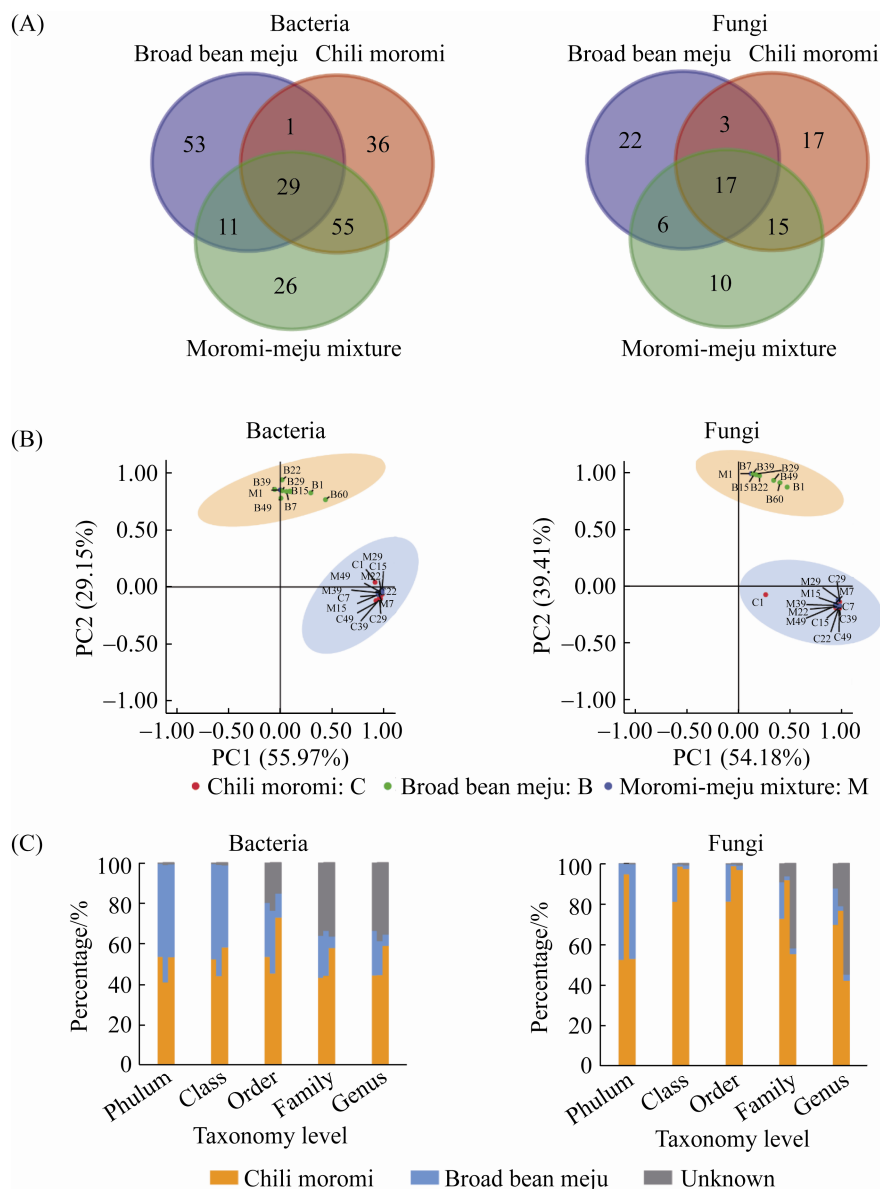 (A)
Bacteria
Broad bean meju Chili moromi
53
1
36
29
11
55
26
Moromi-meju mixture
Fungi
Broad bean meju Chili moromi
22
3
17
17
6
15
10
Moromi-meju mixture
(B)
Bacteria
PC2 (29.15%)
1.00
0.50
0.00
−0.50
−1.00
B22
B39 B29 B1
M1 B15 B60
B49 B7
M29
C1 C15
M49 M22
M39 C7 M7
M15
C49 C29
C39
−1.00 −0.50 0.00 0.50 1.00
PC1 (55.97%)
Fungi
PC2 (39.41%)
1.00
0.50
0.00
−0.50
−1.00
B7 B39 B29
M1 B49
B15 B22 B1
B60
C1
M29 C29
M15 M7
M39 C7
M22 C15 C39
M49
C22 C49
−1.00 −0.50 0.00 0.50 1.00
PC1 (54.18%)
Chili moromi: C Broad bean meju: B Moromi-meju mixture: M
(C)
Bacteria
Percentage/%
100
80
60
40
20
0
Phulum Class Order Family Genus
Taxonomy level
Fungi
Percentage/%
100
80
60
40
20
0
Phulum Class Order Family Genus
Taxonomy level
Chili moromi Broad bean meju Unknown